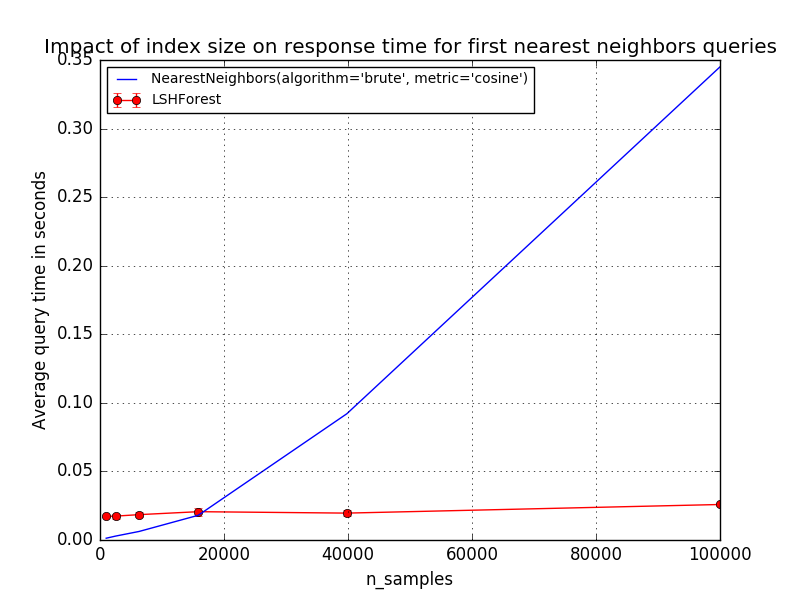 Impact of index size on response time for first nearest neighbors queries
NearestNeighbors(algorithm='brute', metric='cosine')
LSHForest
Average query time in seconds
0.35
0.30
0.25
0.20
0.15
0.10
0.05
0.00
0 20000 40000 60000 80000 100000
n_samples